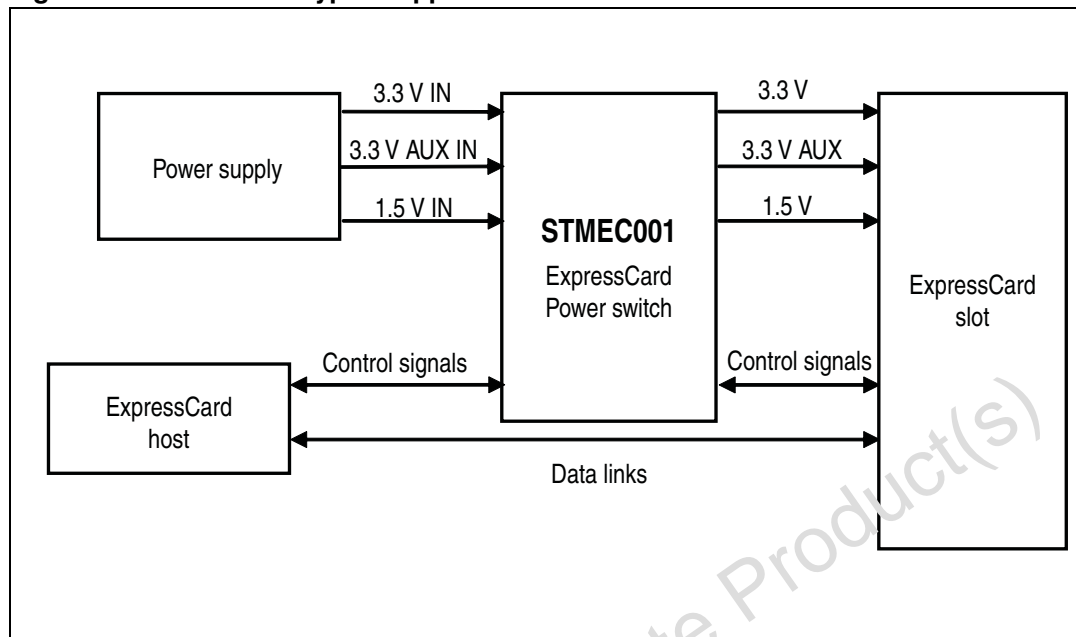 3.3 V IN
3.3 V AUX IN
1.5 V IN
Power supply
STMEC001
ExpressCard
Power switch
3.3 V
3.3 V AUX
1.5 V
ExpressCard
slot
Control signals
Control signals
ExpressCard
host
Data links
Product(s)